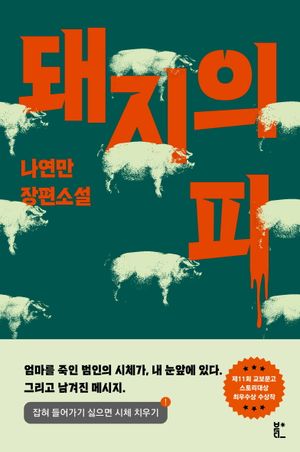 돼지의
피
나연만
장편소설
엄마를 죽인 범인의 시체가, 내 눈앞에 있다.
그리고 남겨진 메시지.
잡혀 들어가기 싫으면 시체 치우기
!
제11회 교보문고
스토리대상
최우수상 수상작